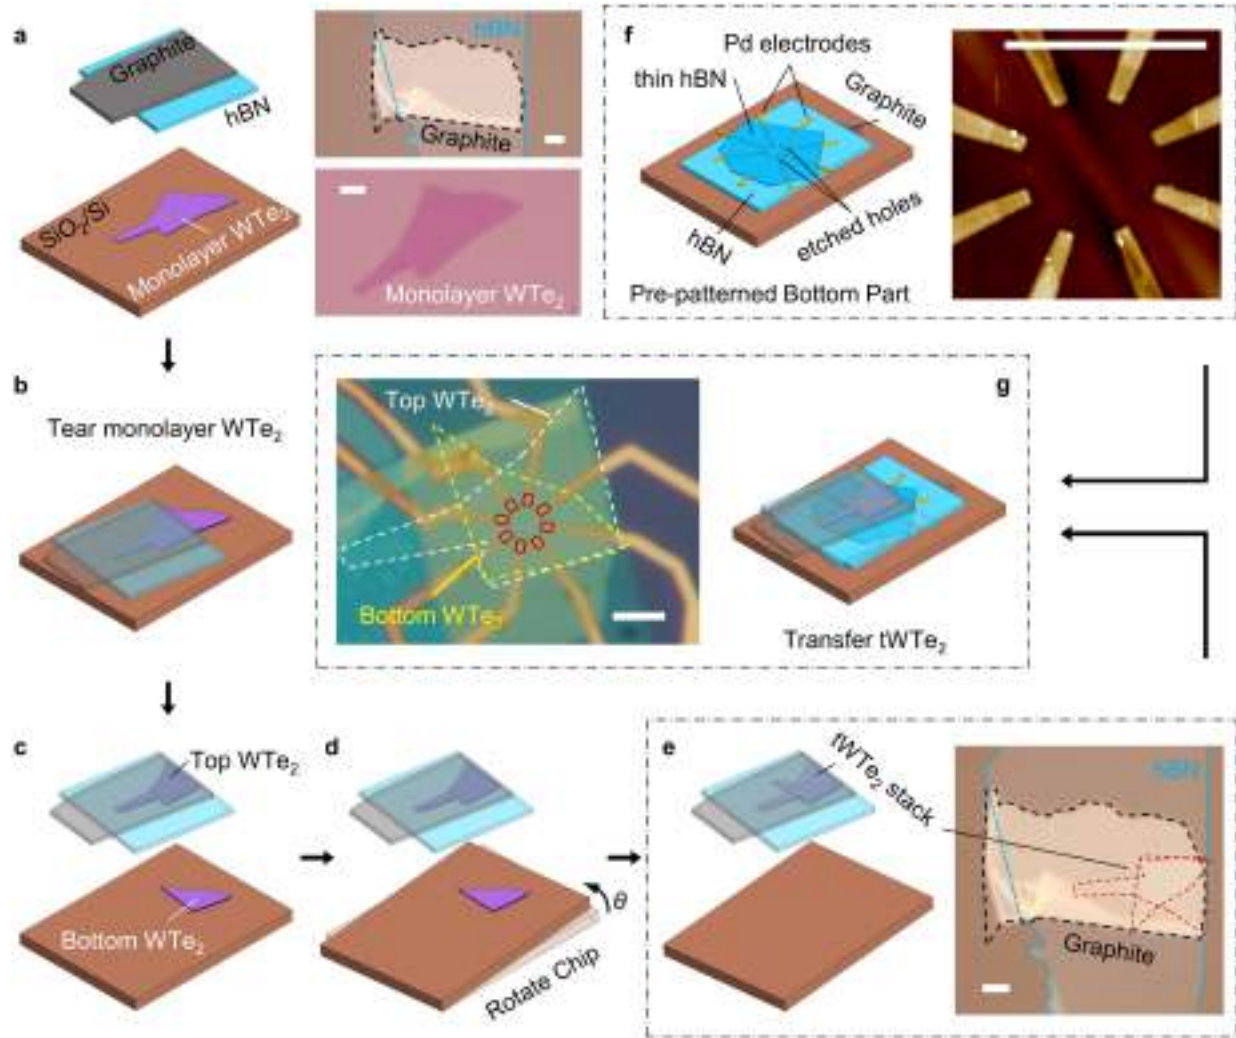 a
Graphite
hBN
SiO2/Si
Monolayer WTe2
hBN
Graphite
Monolayer WTe2
f
Pd electrodes
thin hBN
Graphite
hBN
etched holes
Pre-patterned Bottom Part
b
Tear monolayer WTe2
Top WTe2
Bottom WTe2
g
Transfer tWTe2
c
Top WTe2
Bottom WTe2
d
θ
Rotate Chip
e
tWTe2 stack
hBN
Graphite